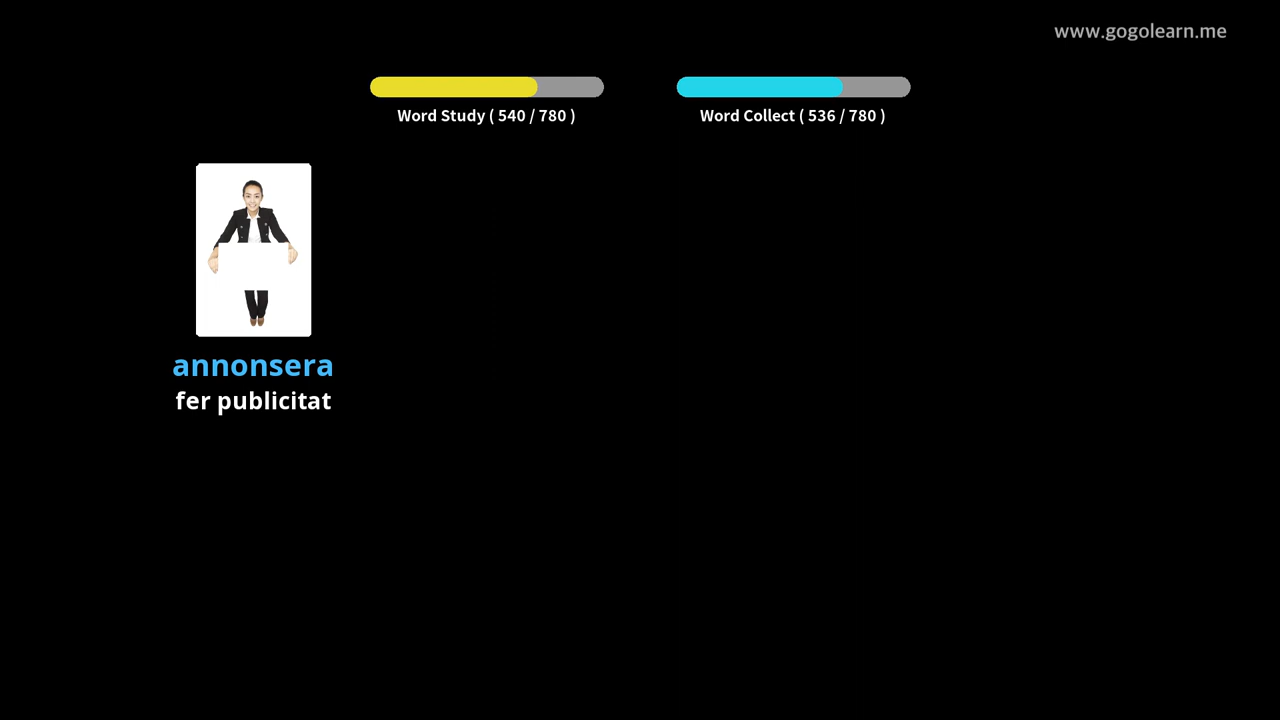 www.gogolearn.me
Word Study ( 540 / 780 )
Word Collect ( 536 / 780 )
annonsera
fer publicitat